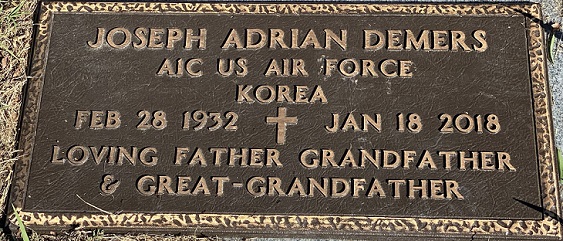 JOSEPH ADRIAN DEMERS
A1C US AIR FORCE
KOREA
FEB 28 1932 JAN 18 2018
LOVING FATHER GRANDFATHER
& GREAT-GRANDFATHER